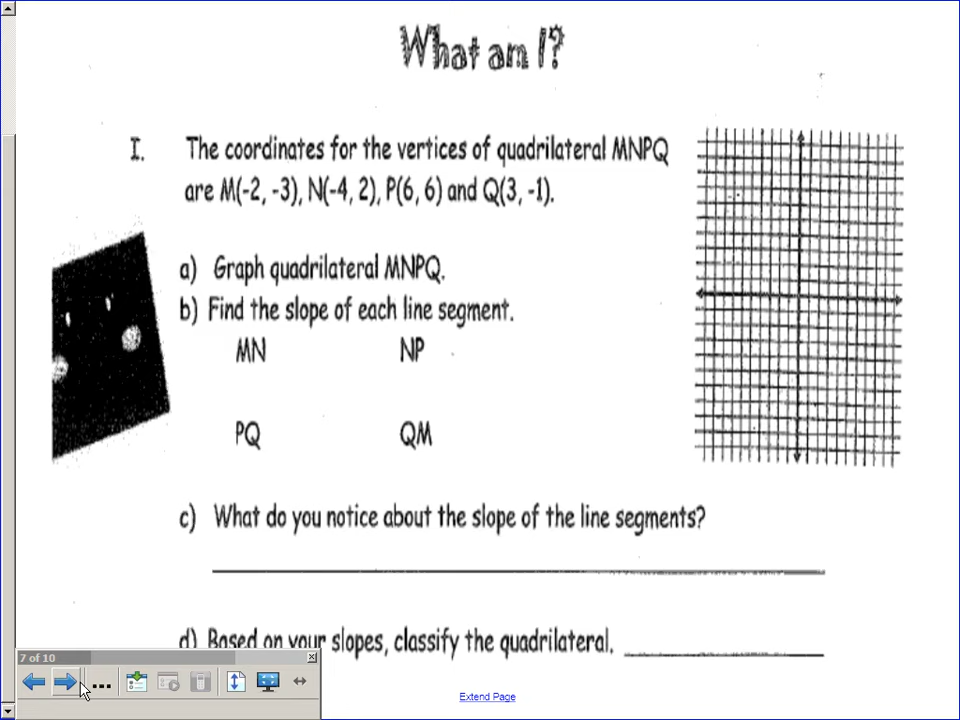 What am I?
I. The coordinates for the vertices of quadrilateral MNPQ
are M(-2, -3), N(-4, 2), P(6, 6) and Q(3, -1).
a) Graph quadrilateral MNPQ.
b) Find the slope of each line segment.
MN NP
PQ QM
c) What do you notice about the slope of the line segments?
d) Based on your slopes, classify the quadrilateral.
7 of 10
Extend Page